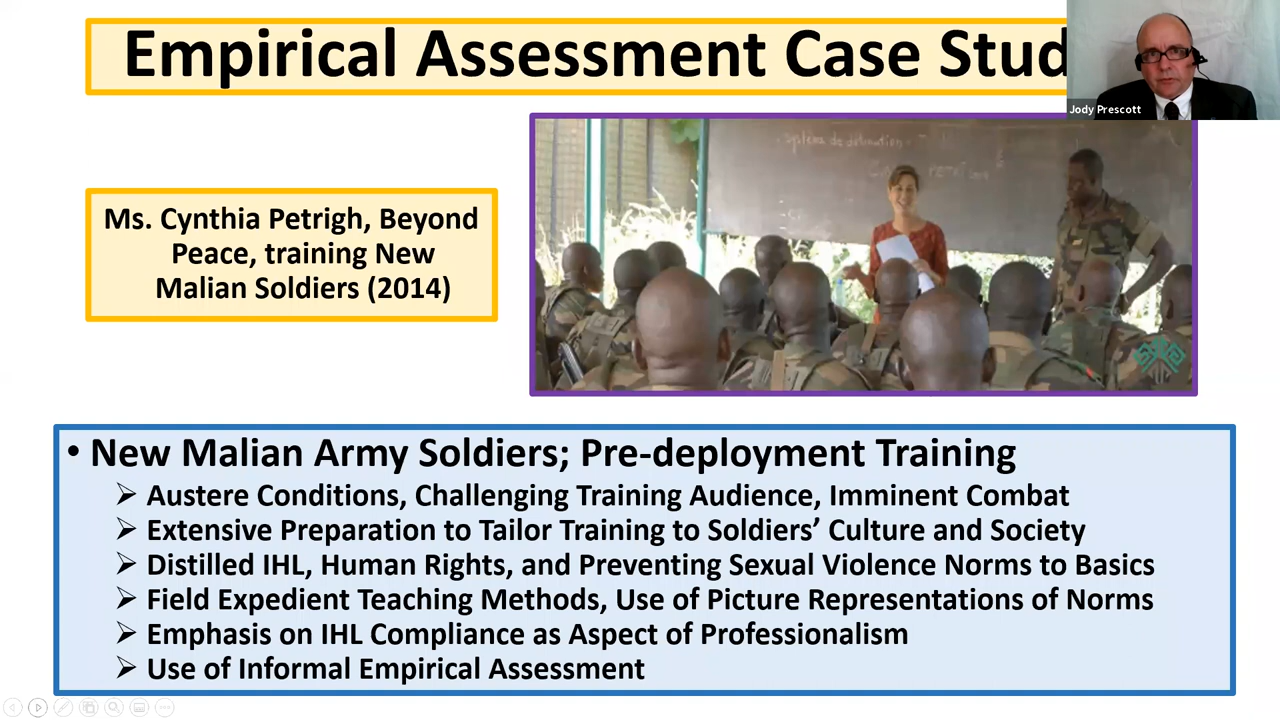 Empirical Assessment Case Stud
Jody Prescott
Ms. Cynthia Petrigh, Beyond
Peace, training New
Malian Soldiers (2014)
• New Malian Army Soldiers; Pre-deployment Training
➢ Austere Conditions, Challenging Training Audience, Imminent Combat
➢ Extensive Preparation to Tailor Training to Soldiers’ Culture and Society
➢ Distilled IHL, Human Rights, and Preventing Sexual Violence Norms to Basics
➢ Field Expedient Teaching Methods, Use of Picture Representations of Norms
➢ Emphasis on IHL Compliance as Aspect of Professionalism
➢ Use of Informal Empirical Assessment